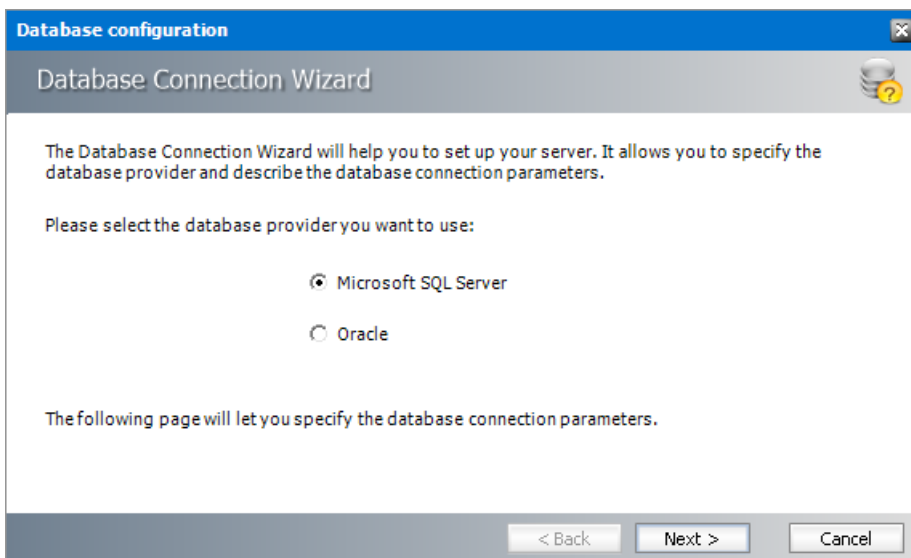 Database configuration
Database Connection Wizard
The Database Connection Wizard will help you to set up your server. It allows you to specify the
database provider and describe the database connection parameters.
Please select the database provider you want to use:
Microsoft SQL Server
Oracle
The following page will let you specify the database connection parameters.
< Back Next > Cancel